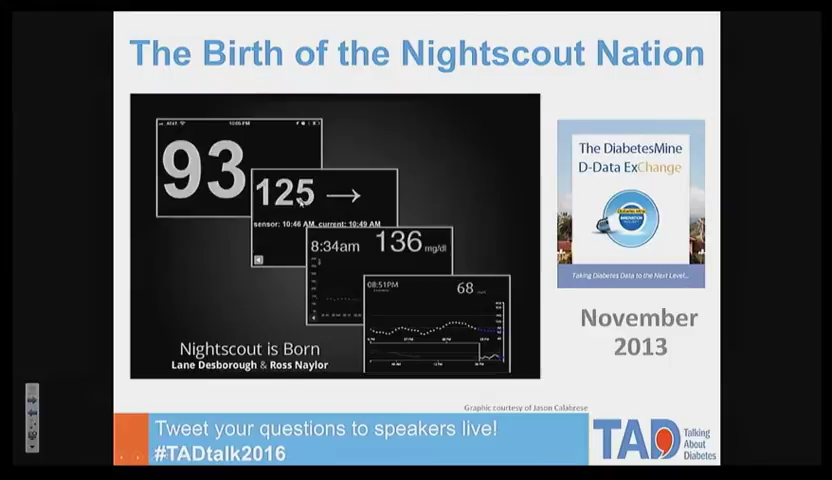 The Birth of the Nightscout Nation
93
125 →
sensor: 10:46 AM, current: 10:49 AM
8:34am 136 mg/dl
08:51PM 68
Nightscout is Born
Lane Desborough & Ross Naylor
The DiabetesMine
D-Data ExChange
Taking Diabetes Data to the Next Level...
November
2013
Graphic courtesy of Jason Calabrese
Tweet your questions to speakers live!
#TADtalk2016
TAD Talking
About
Diabetes